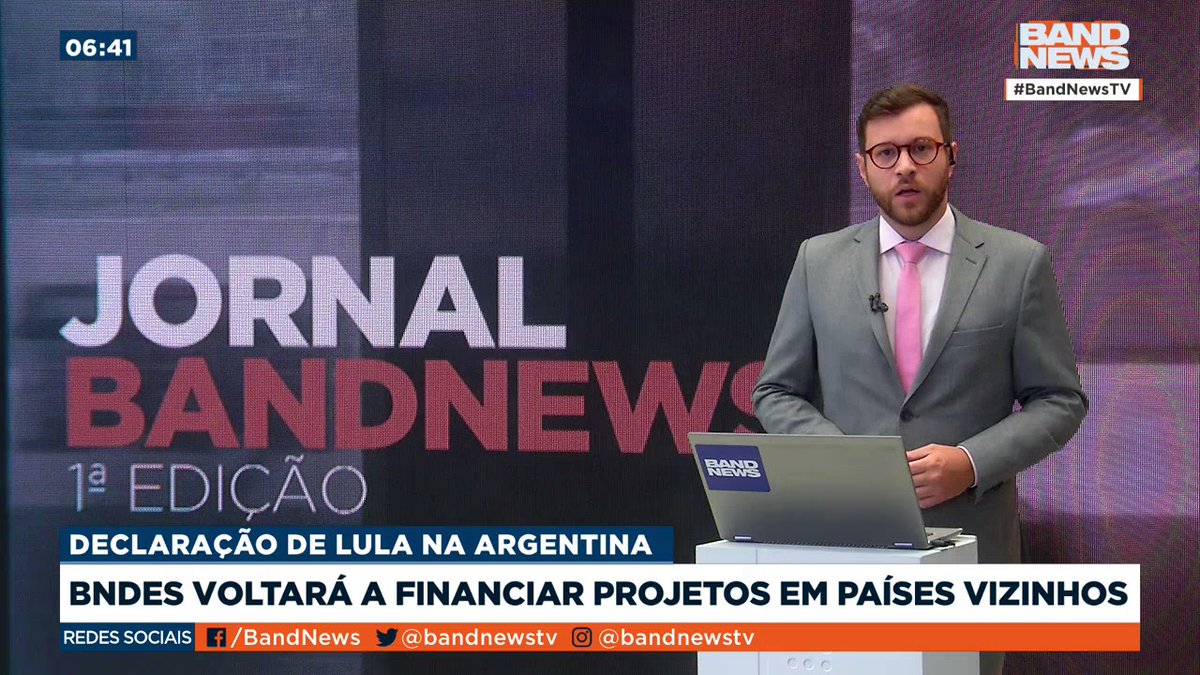 06:41
BAND
NEWS
#BandNewsTV
JORNAL
BANDNEWS
1ª EDIÇÃO
BAND
NEWS
DECLARAÇÃO DE LULA NA ARGENTINA
BNDES VOLTARÁ A FINANCIAR PROJETOS EM PAÍSES VIZINHOS
REDES SOCIAIS /BandNews @bandnewstv @bandnewstv